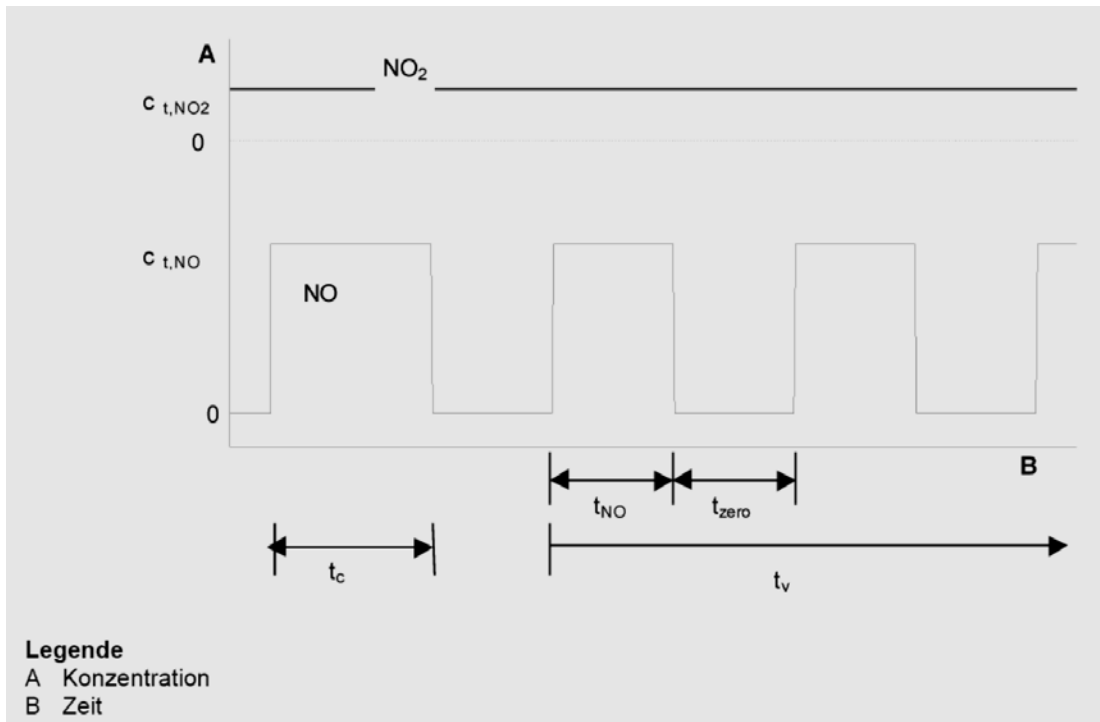 A
NO₂
c t,NO2
0
c t,NO
NO
0
B
tNO
tzero
tc
tv
Legende
A Konzentration
B Zeit